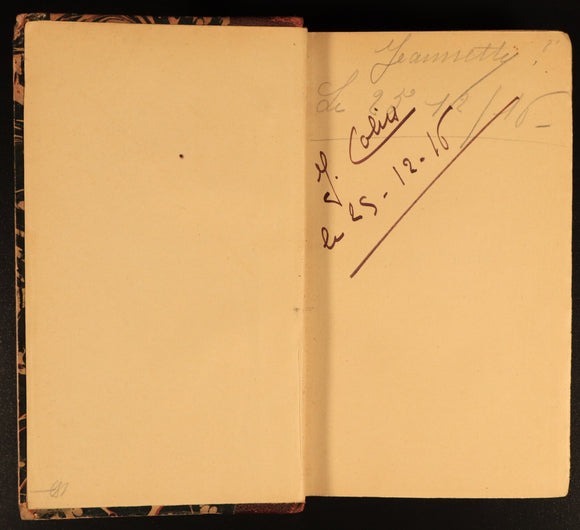 Jeannette
Le 25 12/16
J. Colin
le 25-12-16